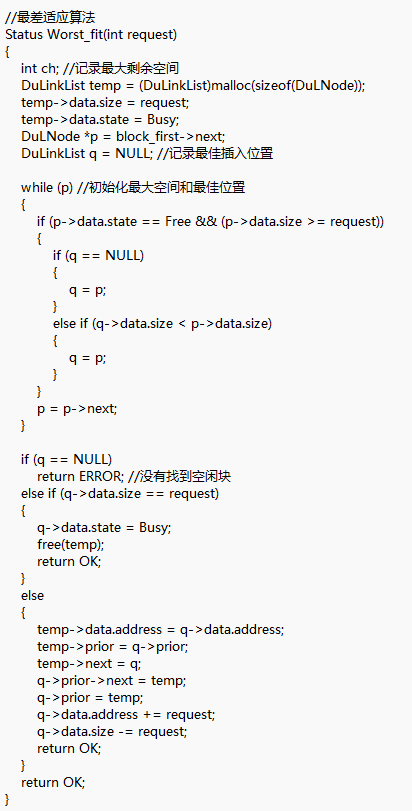 //最差适应算法
Status Worst_fit(int request)
{
int ch; //记录最大剩余空间
DuLinkList temp = (DuLinkList)malloc(sizeof(DuLNode));
temp->data.size = request;
temp->data.state = Busy;
DuLNode *p = block_first->next;
DuLinkList q = NULL; //记录最佳插入位置
while (p) //初始化最大空间和最佳位置
{
if (p->data.state == Free && (p->data.size >= request))
{
if (q == NULL)
{
q = p;
}
else if (q->data.size < p->data.size)
{
q = p;
}
}
p = p->next;
}
if (q == NULL)
return ERROR; //没有找到空闲块
else if (q->data.size == request)
{
q->data.state = Busy;
free(temp);
return OK;
}
else
{
temp->data.address = q->data.address;
temp->prior = q->prior;
temp->next = q;
q->prior->next = temp;
q->prior = temp;
q->data.address += request;
q->data.size -= request;
return OK;
}
return OK;
}